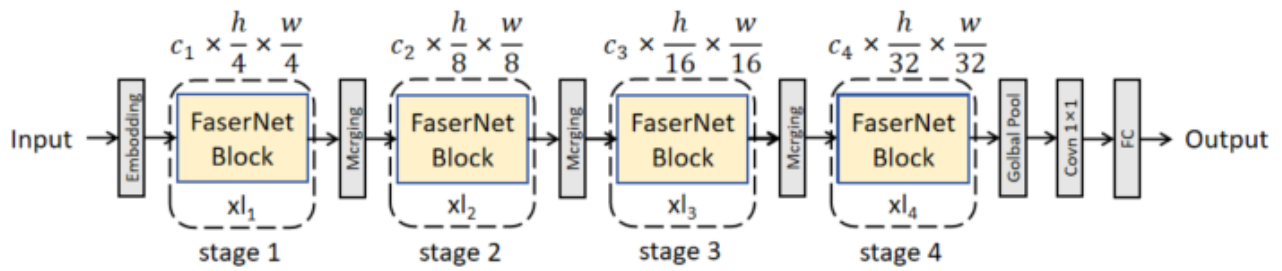 c₁ × h/4 × w/4
c₂ × h/8 × w/8
c₃ × h/16 × w/16
c₄ × h/32 × w/32
Input
Embodding
FaserNet
Block
xl₁
stage 1
Mcrging
FaserNet
Block
xl₂
stage 2
Mcrging
FaserNet
Block
xl₃
stage 3
Mcrging
FaserNet
Block
xl₄
stage 4
Golbal Pool
Covn 1×1
FC
Output